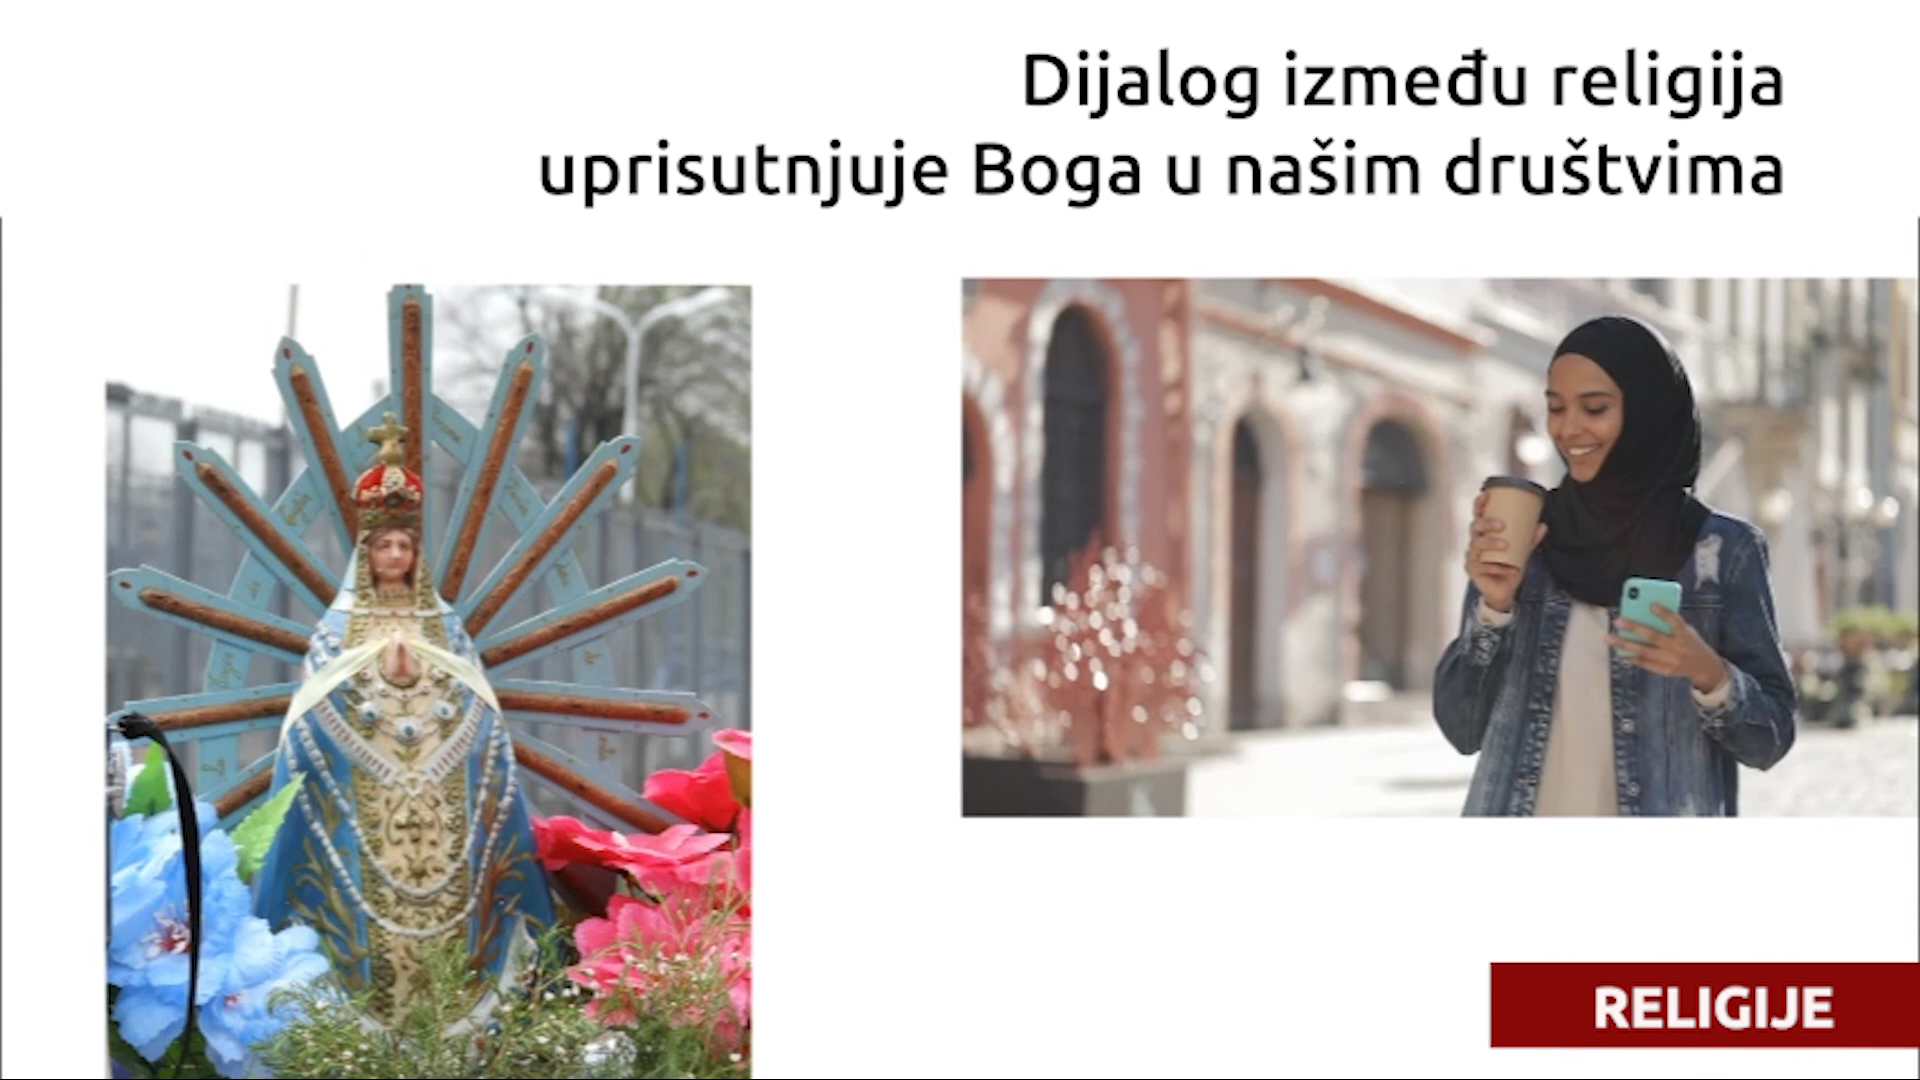 Dijalog između religija
uprisutnjuje Boga u našim društvima
RELIGIJE